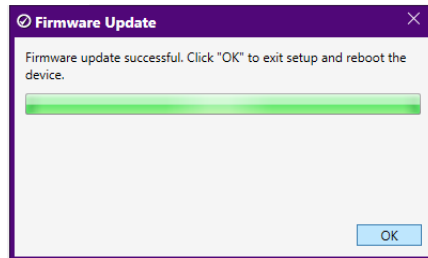 Firmware Update
Firmware update successful. Click "OK" to exit setup and reboot the
device.
OK